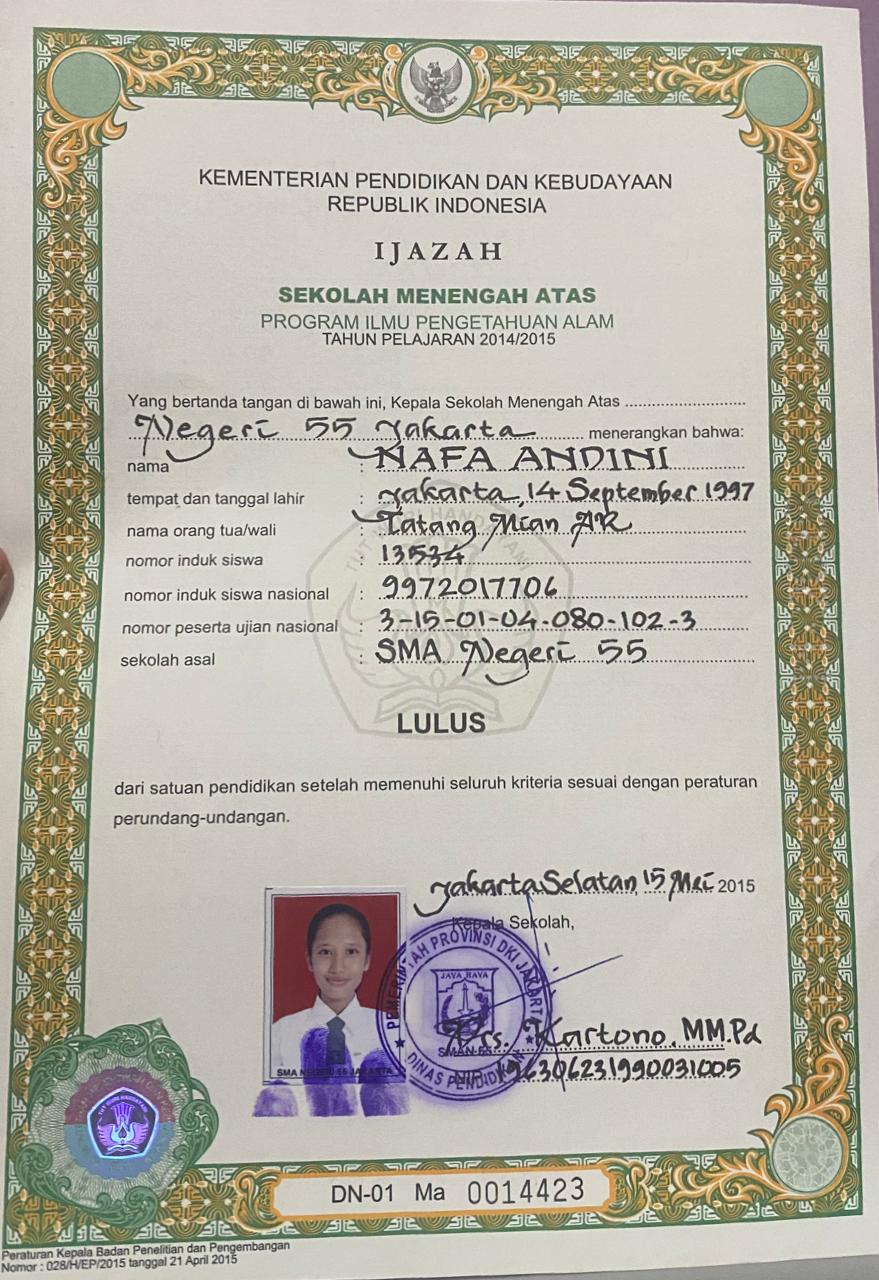 KEMENTERIAN PENDIDIKAN DAN KEBUDAYAAN
REPUBLIK INDONESIA
IJAZAH
SEKOLAH MENENGAH ATAS
PROGRAM ILMU PENGETAHUAN ALAM
TAHUN PELAJARAN 2014/2015
Yang bertanda tangan di bawah ini, Kepala Sekolah Menengah Atas
Negeri 55 Jakarta menerangkan bahwa:
nama : NAFA ANDINI
tempat dan tanggal lahir : Jakarta, 14 September 1997
nama orang tua/wali : Tatang Mian AR
nomor induk siswa : 13534
nomor induk siswa nasional : 9972017706
nomor peserta ujian nasional : 3-15-01-04-080-102-3
sekolah asal : SMA Negeri 55
TUT WURI HANDAYANI
LULUS
dari satuan pendidikan setelah memenuhi seluruh kriteria sesuai dengan peraturan
perundang-undangan.
Jakarta Selatan, 15 Mei 2015
Kepala Sekolah,
PEMERINTAH PROVINSI DKI JAKARTA
JAYA RAYA
SMAN 55
DINAS PENDIDIKAN
Drs. Kartono, MM.Pd
NIP 196306231990031005
SMA NEGERI 55 JAKARTA
TUT WURI HANDAYANI
DN-01 Ma 0014423
Peraturan Kepala Badan Penelitian dan Pengembangan
Nomor : 028/H/EP/2015 tanggal 21 April 2015